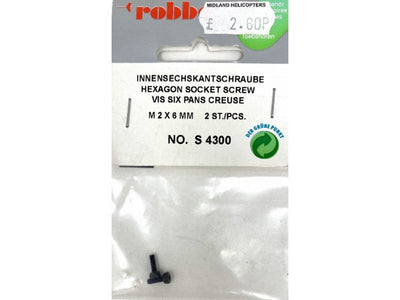 robbe
MIDLAND HELICOPTERS
£ 2.60P
INNENSECHSKANTSCHRAUBE
HEXAGON SOCKET SCREW
VIS SIX PANS CREUSE
M 2 X 6 MM 2 ST./PCS.
NO. S 4300
DER GRÜNE PUNKT